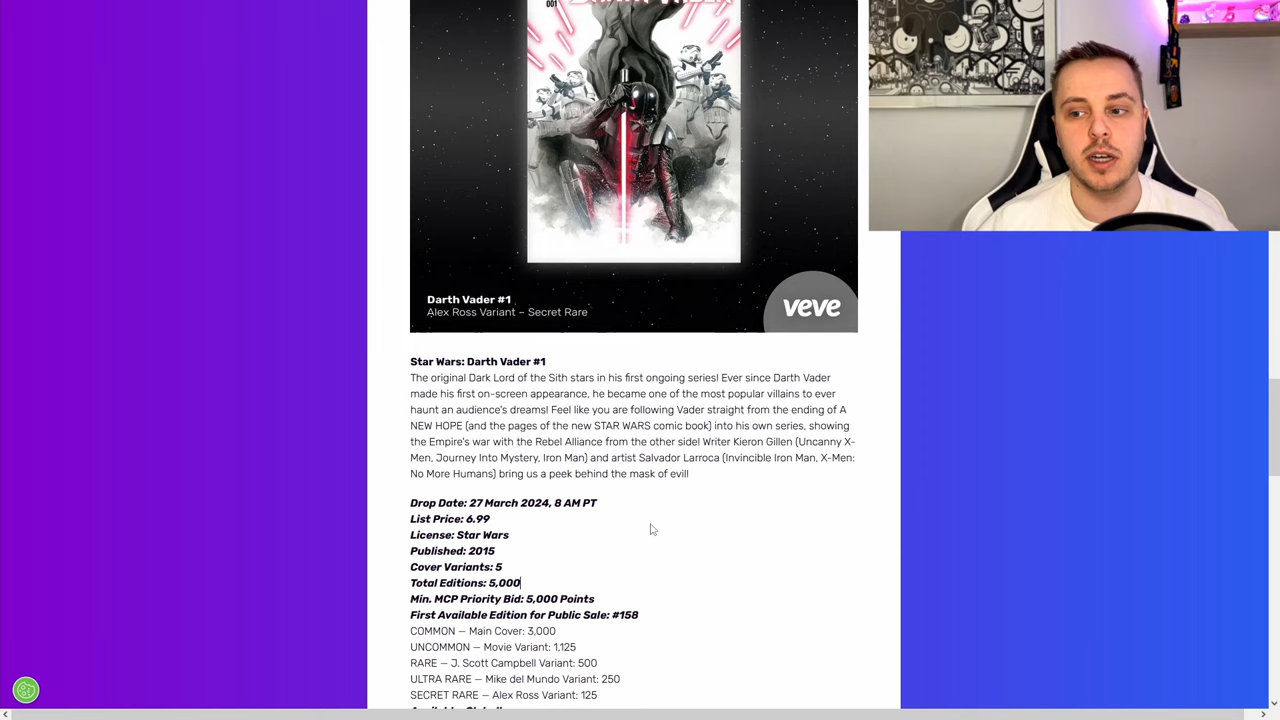 001
DARTH VADER
Darth Vader #1
Alex Ross Variant – Secret Rare
veve
Star Wars: Darth Vader #1
The original Dark Lord of the Sith stars in his first ongoing series! Ever since Darth Vader
made his first on-screen appearance, he became one of the most popular villains to ever
haunt an audience's dreams! Feel like you are following Vader straight from the ending of A
NEW HOPE (and the pages of the new STAR WARS comic book) into his own series, showing
the Empire's war with the Rebel Alliance from the other side! Writer Kieron Gillen (Uncanny X-
Men, Journey Into Mystery, Iron Man) and artist Salvador Larroca (Invincible Iron Man, X-Men:
No More Humans) bring us a peek behind the mask of evil!
Drop Date: 27 March 2024, 8 AM PT
List Price: 6.99
License: Star Wars
Published: 2015
Cover Variants: 5
Total Editions: 5,000
Min. MCP Priority Bid: 5,000 Points
First Available Edition for Public Sale: #158
COMMON — Main Cover: 3,000
UNCOMMON — Movie Variant: 1,125
RARE — J. Scott Campbell Variant: 500
ULTRA RARE — Mike del Mundo Variant: 250
SECRET RARE — Alex Ross Variant: 125